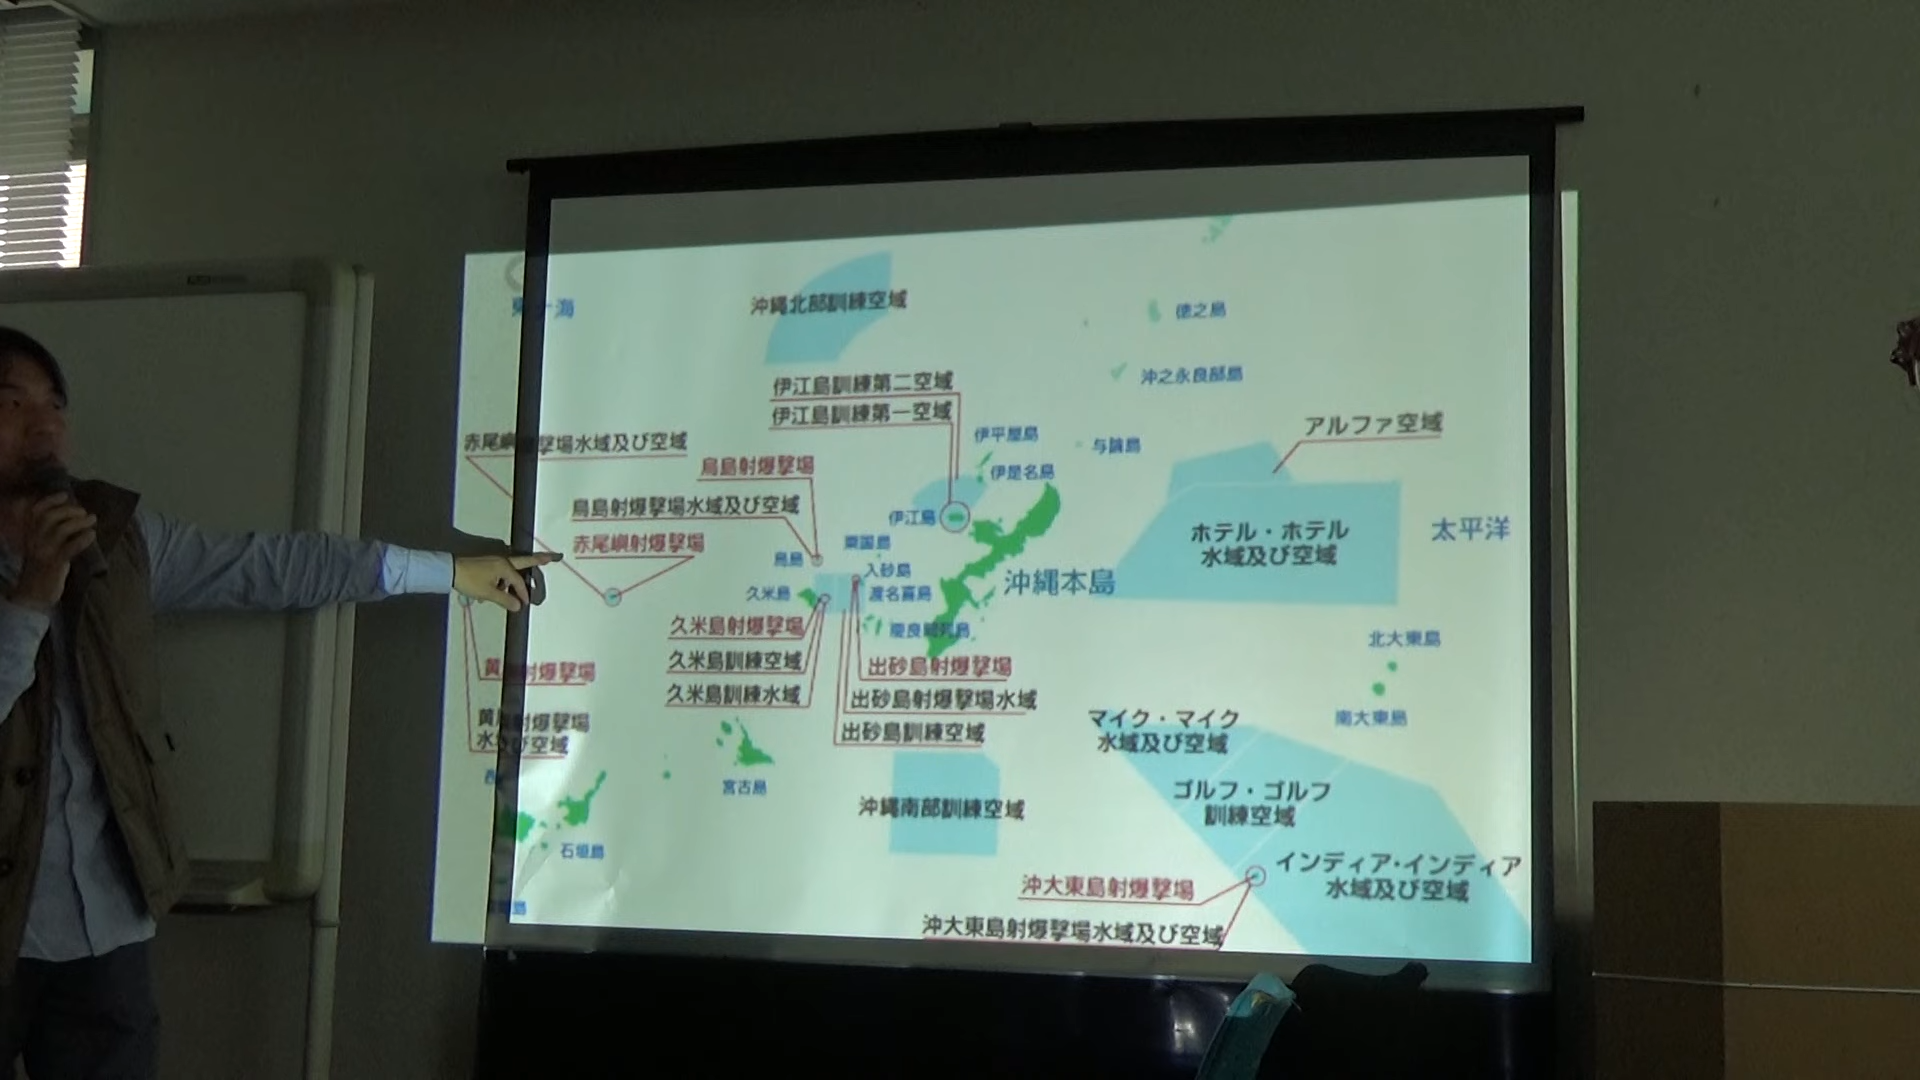 沖縄北部訓練空域
徳之島
沖之永良部島
伊江島訓練第二空域
伊江島訓練第一空域
アルファ空域
伊平屋島
与論島
伊是名島
水域及び空域
鳥島射爆撃場
鳥島射爆撃場水域及び空域
赤尾嶼射爆撃場
伊江島
ホテル・ホテル
水域及び空域
太平洋
鳥島
粟国島
入砂島
久米島
渡名喜島
沖縄本島
久米島射爆撃場
久米島訓練空域
久米島訓練水域
出砂島射爆撃場
出砂島射爆撃場水域
出砂島訓練空域
北大東島
南大東島
射爆撃場
射爆撃場
空域
マイク・マイク
水域及び空域
ゴルフ・ゴルフ
訓練空域
宮古島
沖縄南部訓練空域
石垣島
インディア・インディア
水域及び空域
沖大東島射爆撃場
沖大東島射爆撃場水域及び空域